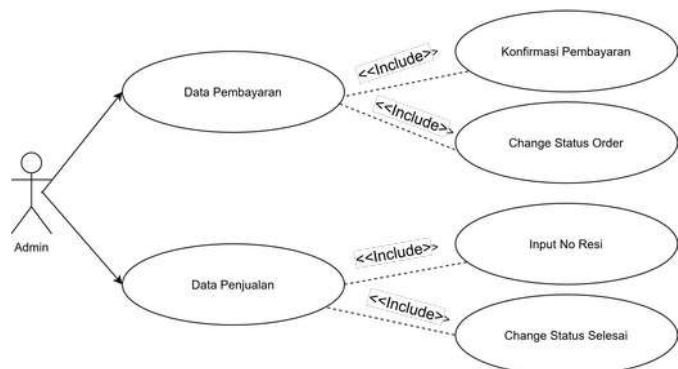 <<Include>>
Konfirmasi Pembayaran
Data Pembayaran
<<Include>>
Change Status Order
Admin
<<Include>>
Input No Resi
Data Penjualan
<<Include>>
Change Status Selesai